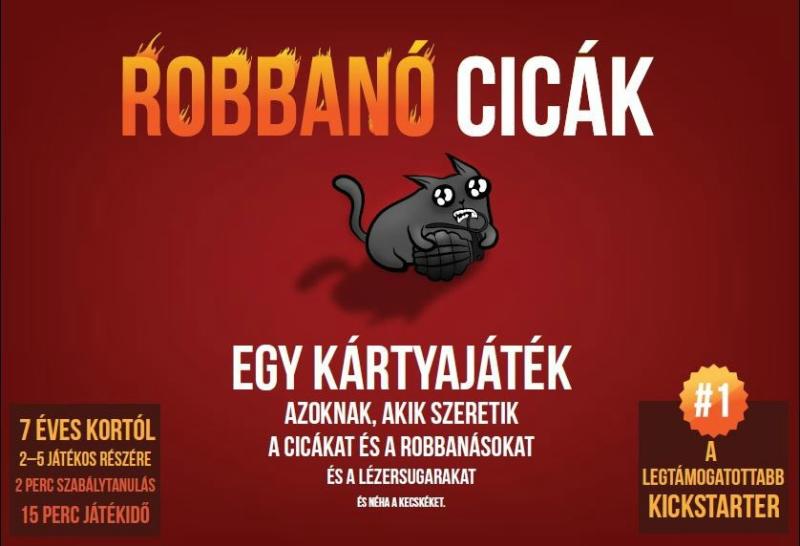 ROBBANÓ CICÁK
EGY KÁRTYAJÁTÉK
AZOKNAK, AKIK SZERETIK
A CICÁKAT ÉS A ROBBANÁSOKAT
ÉS A LÉZERSUGARAKAT
ÉS NÉHA A KECSKÉKET.
7 ÉVES KORTÓL
2–5 JÁTÉKOS RÉSZÉRE
2 PERC SZABÁLYTANULÁS
15 PERC JÁTÉKIDŐ
#1
A
LEGTÁMOGATOTTABB
KICKSTARTER